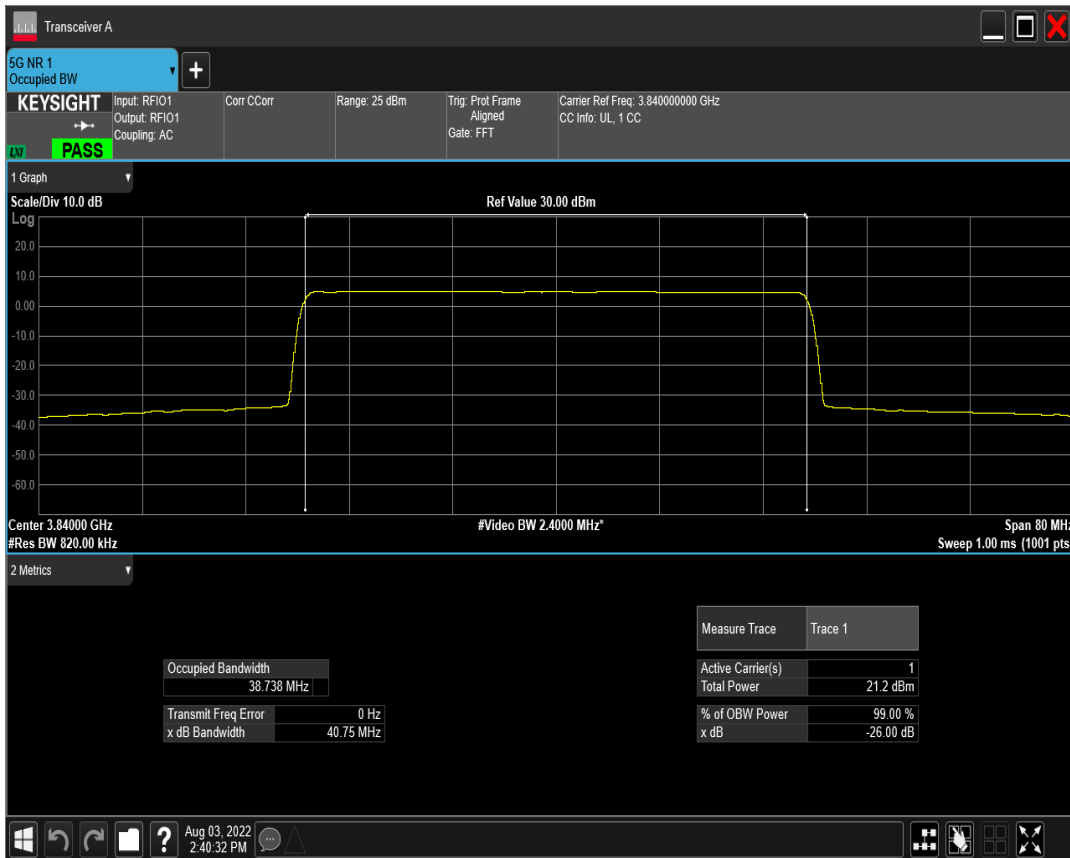 Transceiver A
5G NR 1
Occupied BW
+
KEYSIGHT
LXI
PASS
Input: RFIO1
Output: RFIO1
Coupling: AC
Corr CCorr
Range: 25 dBm
Trig: Prot Frame
Aligned
Gate: FFT
Carrier Ref Freq: 3.840000000 GHz
CC Info: UL, 1 CC
1 Graph
Scale/Div 10.0 dB
Ref Value 30.00 dBm
Log
20.0
10.0
0.00
-10.0
-20.0
-30.0
-40.0
-50.0
-60.0
Center 3.84000 GHz
#Video BW 2.4000 MHz*
Span 80 MHz
#Res BW 820.00 kHz
Sweep 1.00 ms (1001 pts
2 Metrics
Measure Trace Trace 1
Occupied Bandwidth
38.738 MHz
Active Carrier(s) 1
Total Power 21.2 dBm
Transmit Freq Error 0 Hz
x dB Bandwidth 40.75 MHz
% of OBW Power 99.00 %
x dB -26.00 dB
?
Aug 03, 2022
2:40:32 PM